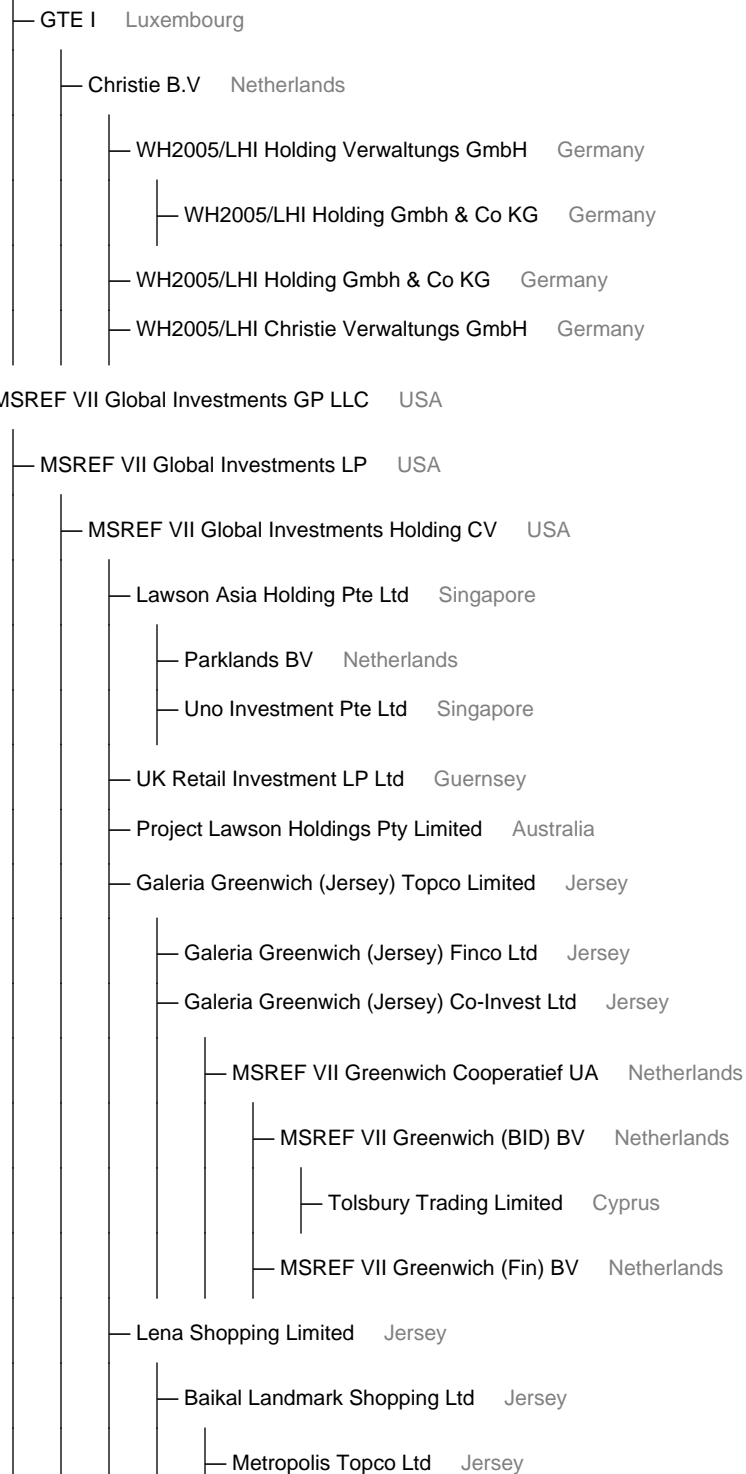 GTE I Luxembourg
Christie B.V Netherlands
WH2005/LHI Holding Verwaltungs GmbH Germany
WH2005/LHI Holding Gmbh & Co KG Germany
WH2005/LHI Holding Gmbh & Co KG Germany
WH2005/LHI Christie Verwaltungs GmbH Germany
MSREF VII Global Investments GP LLC USA
MSREF VII Global Investments LP USA
MSREF VII Global Investments Holding CV USA
Lawson Asia Holding Pte Ltd Singapore
Parklands BV Netherlands
Uno Investment Pte Ltd Singapore
UK Retail Investment LP Ltd Guernsey
Project Lawson Holdings Pty Limited Australia
Galeria Greenwich (Jersey) Topco Limited Jersey
Galeria Greenwich (Jersey) Finco Ltd Jersey
Galeria Greenwich (Jersey) Co-Invest Ltd Jersey
MSREF VII Greenwich Cooperatief UA Netherlands
MSREF VII Greenwich (BID) BV Netherlands
Tolsbury Trading Limited Cyprus
MSREF VII Greenwich (Fin) BV Netherlands
Lena Shopping Limited Jersey
Baikal Landmark Shopping Ltd Jersey
Metropolis Topco Ltd Jersey